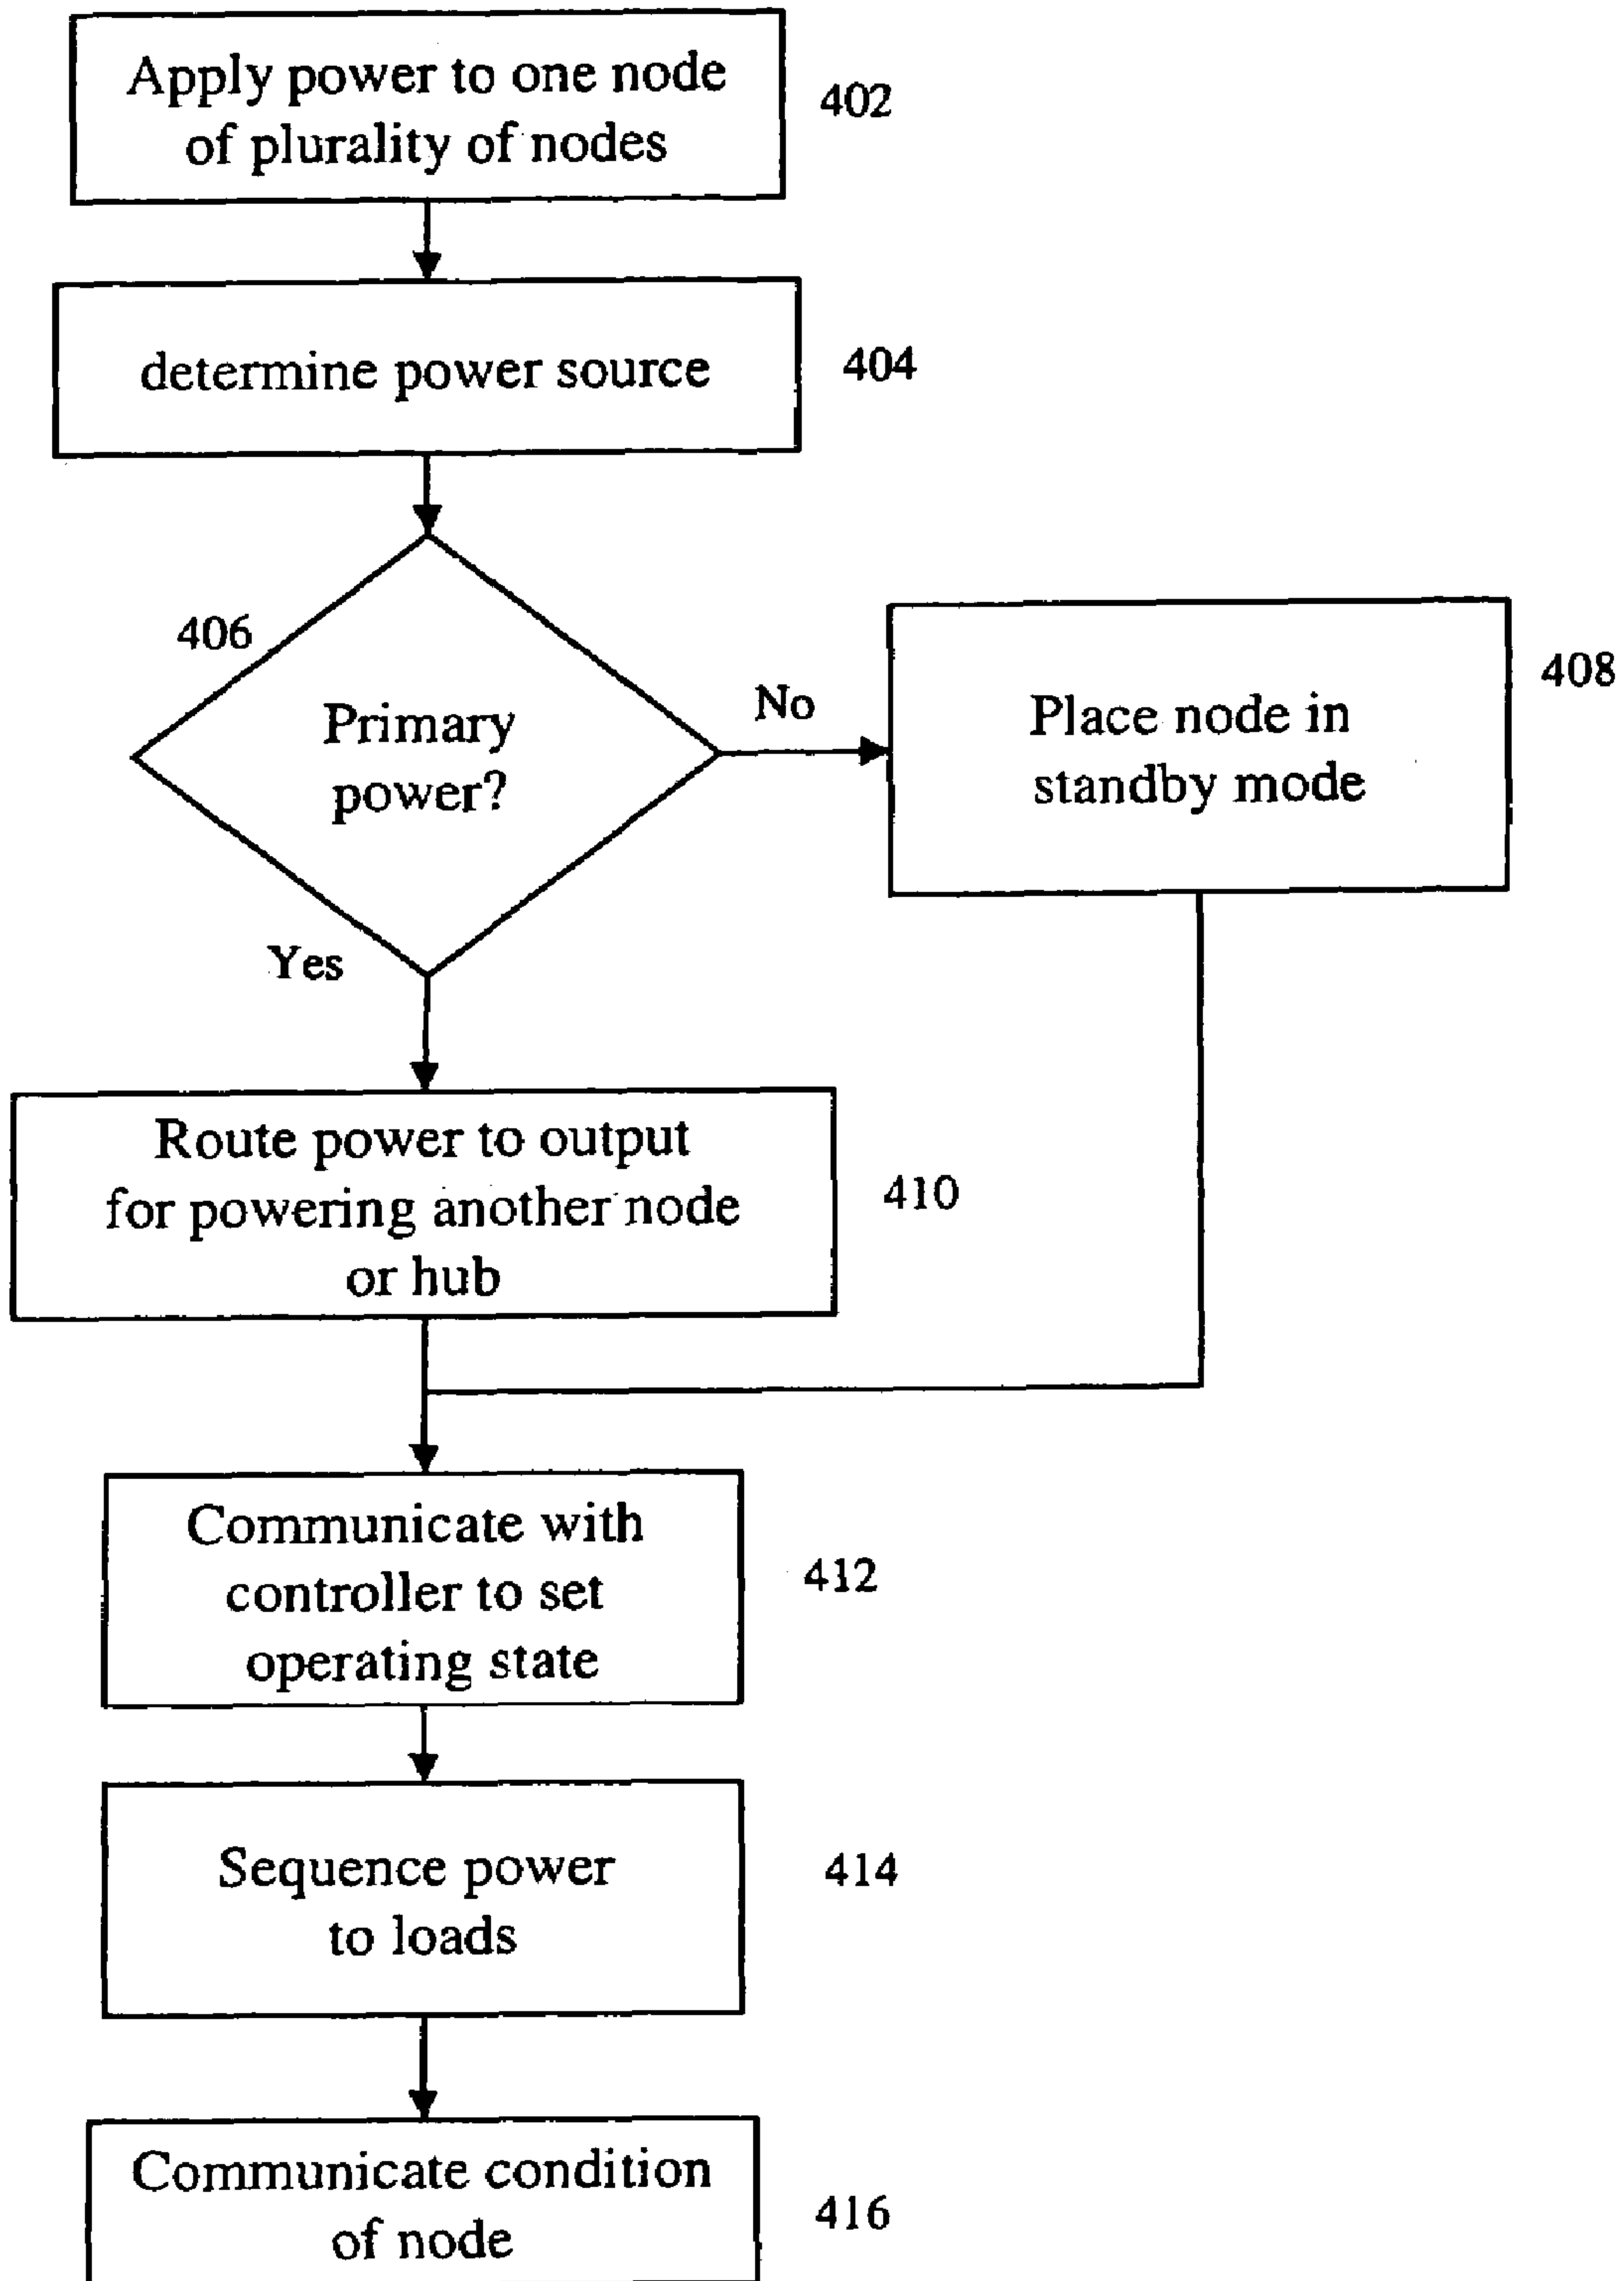 Apply power to one node
of plurality of nodes
402
determine power source
404
406
Primary
power?
No
Yes
Place node in
standby mode
408
Route power to output
for powering another node
or hub
410
Communicate with
controller to set
operating state
412
Sequence power
to loads
414
Communicate condition
of node
416